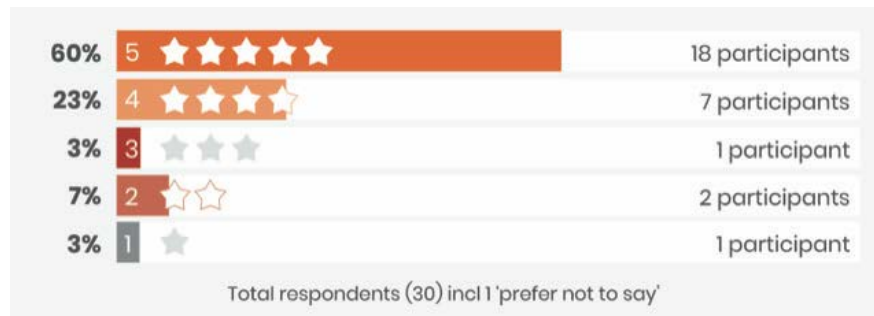 60% 5 18 participants
23% 4 7 participants
3% 3 1 participant
7% 2 2 participants
3% 1 1 participant
Total respondents (30) incl 1 'prefer not to say'